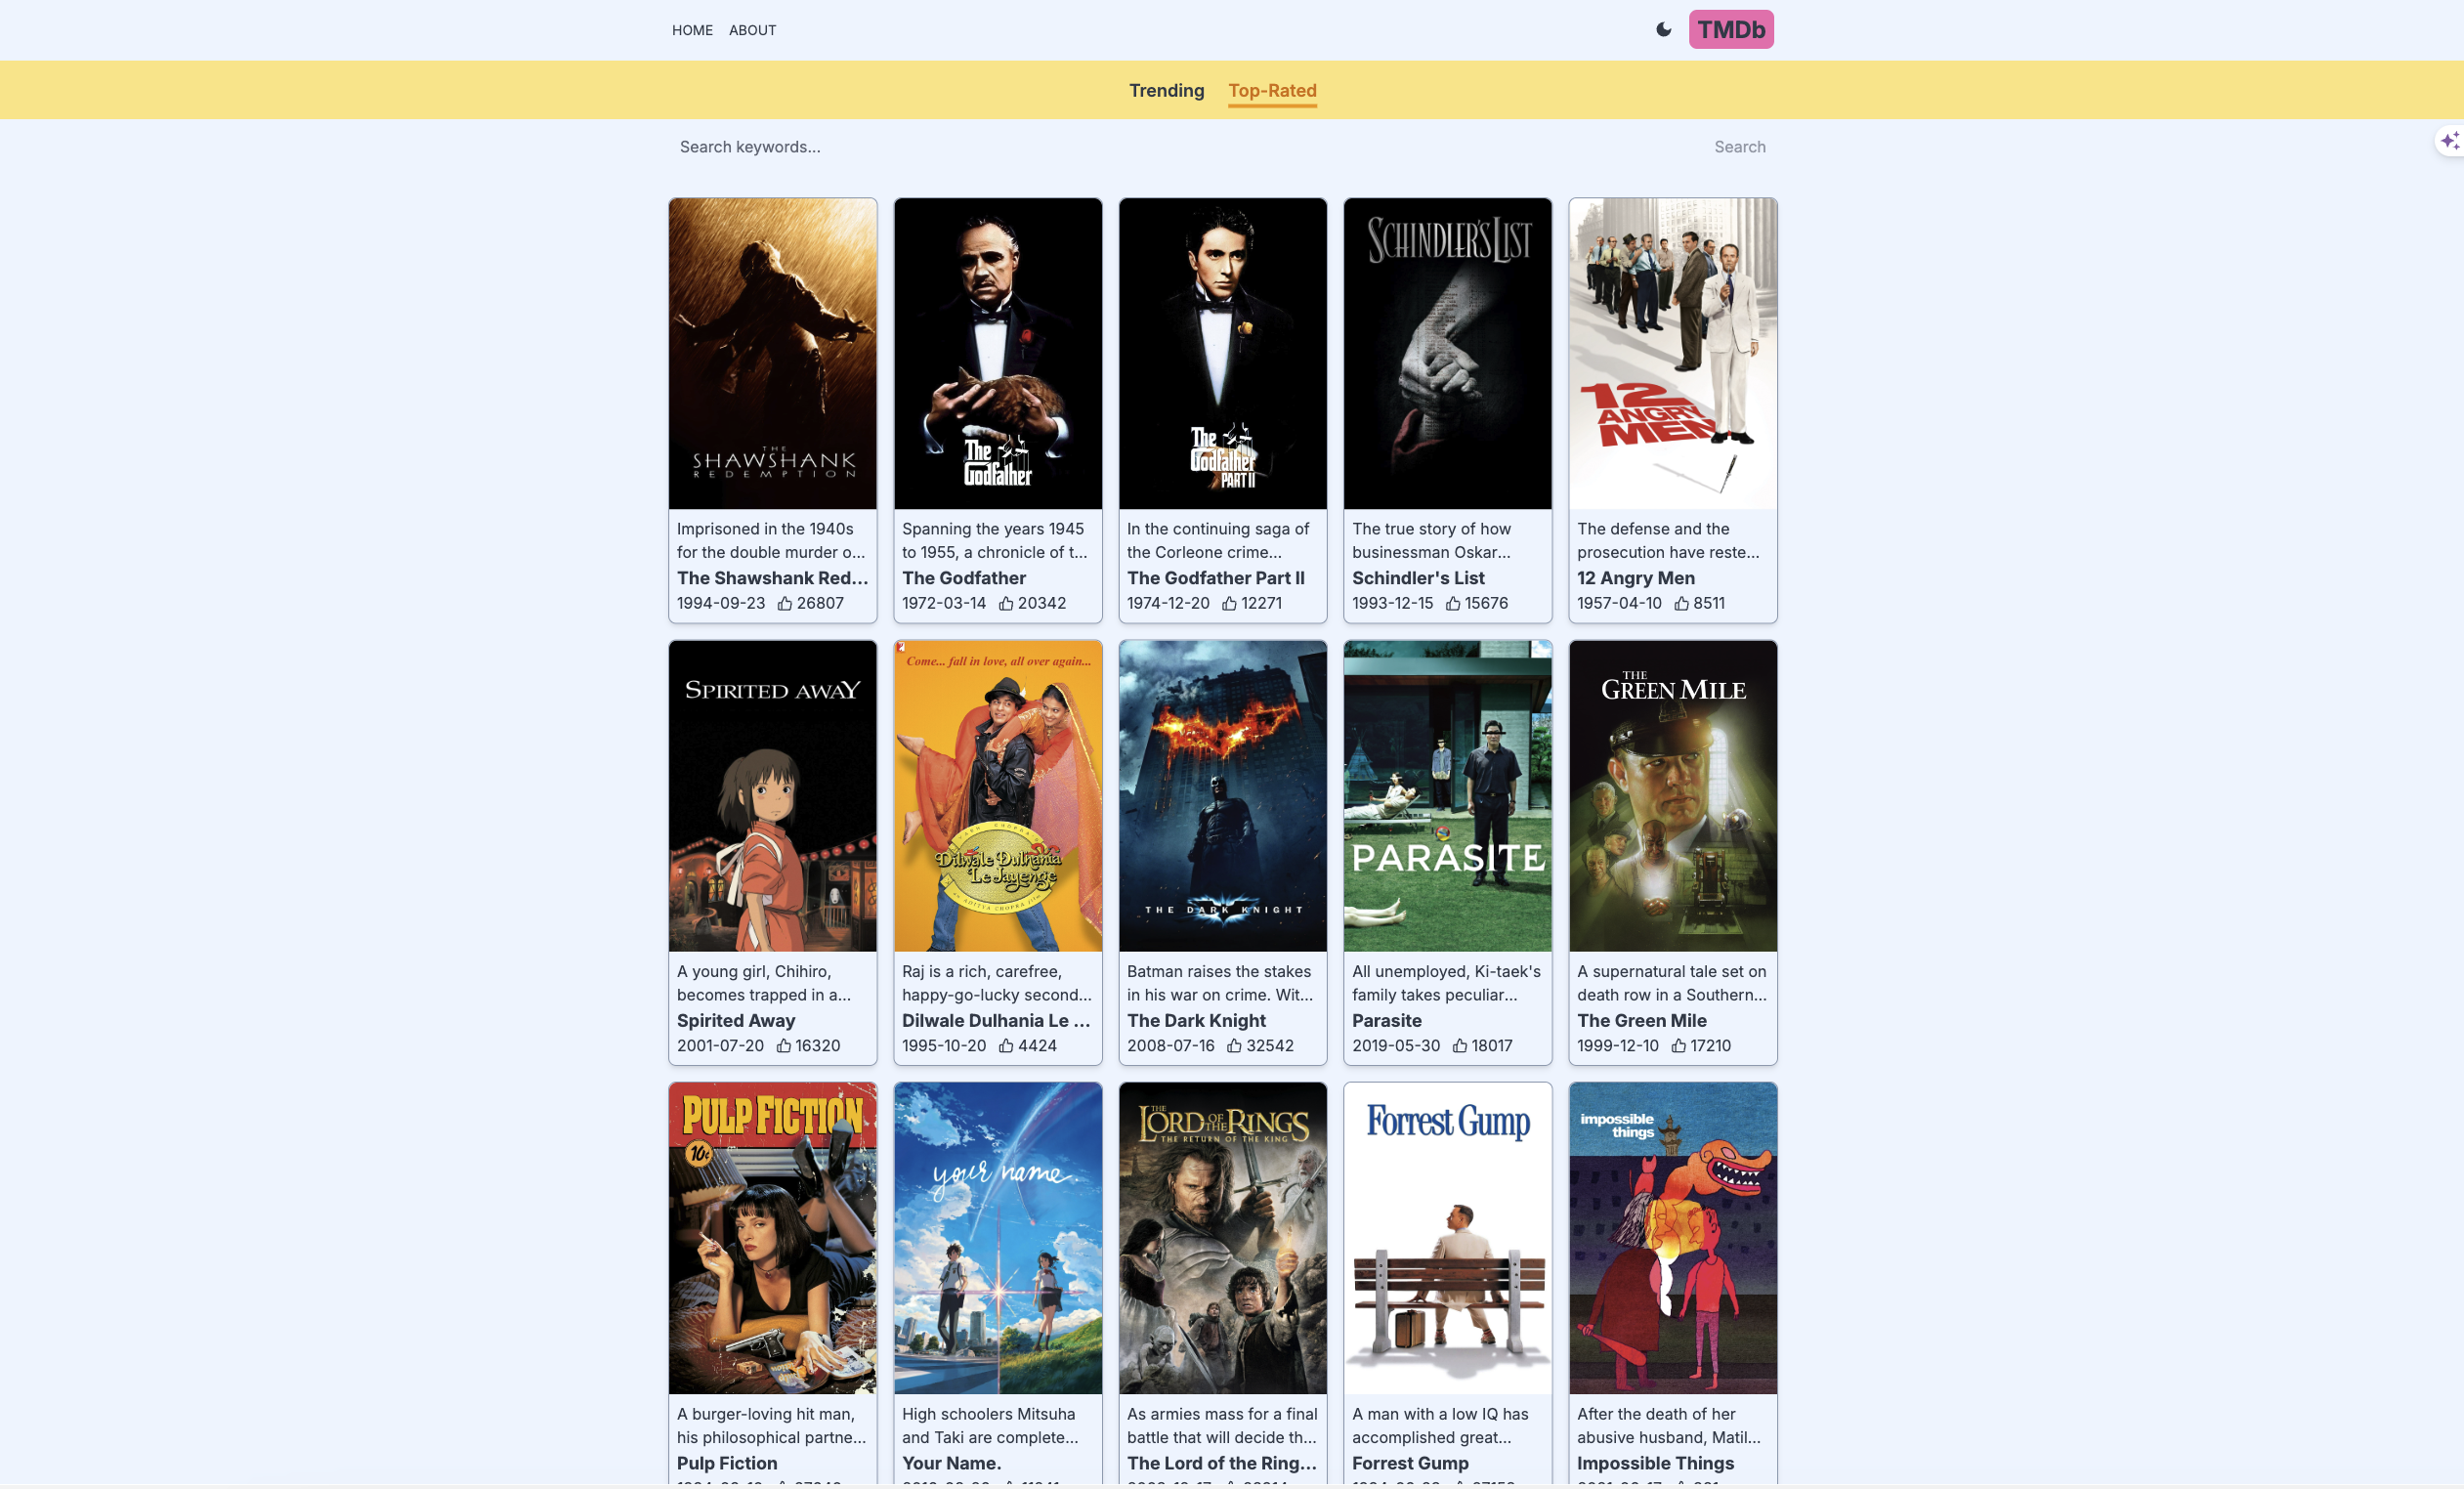 HOME ABOUT TMDb
Trending Top-Rated
Search keywords... Search
THE
SHAWSHANK
REDEMPTION
Imprisoned in the 1940s
for the double murder o...
The Shawshank Red...
1994-09-23 26807
The
Godfather
Spanning the years 1945
to 1955, a chronicle of t...
The Godfather
1972-03-14 20342
The
Godfather
PART II
In the continuing saga of
the Corleone crime...
The Godfather Part II
1974-12-20 12271
SCHINDLER'S LIST
The true story of how
businessman Oskar...
Schindler's List
1993-12-15 15676
12
ANGRY
MEN
The defense and the
prosecution have reste...
12 Angry Men
1957-04-10 8511
SPIRITED AWAY
A young girl, Chihiro,
becomes trapped in a...
Spirited Away
2001-07-20 16320
Come... fall in love, all over again...
Dilwale Dulhania
Le Jayenge
Raj is a rich, carefree,
happy-go-lucky second...
Dilwale Dulhania Le ...
1995-10-20 4424
THE DARK KNIGHT
Batman raises the stakes
in his war on crime. Wit...
The Dark Knight
2008-07-16 32542
PARASITE
All unemployed, Ki-taek's
family takes peculiar...
Parasite
2019-05-30 18017
THE
GREEN MILE
A supernatural tale set on
death row in a Southern...
The Green Mile
1999-12-10 17210
PULP FICTION
10¢
A burger-loving hit man,
his philosophical partne...
Pulp Fiction
your name.
High schoolers Mitsuha
and Taki are complete...
Your Name.
THE
LORD OF THE RINGS
THE RETURN OF THE KING
As armies mass for a final
battle that will decide th...
The Lord of the Ring...
Forrest Gump
A man with a low IQ has
accomplished great...
Forrest Gump
impossible
things
After the death of her
abusive husband, Matil...
Impossible Things